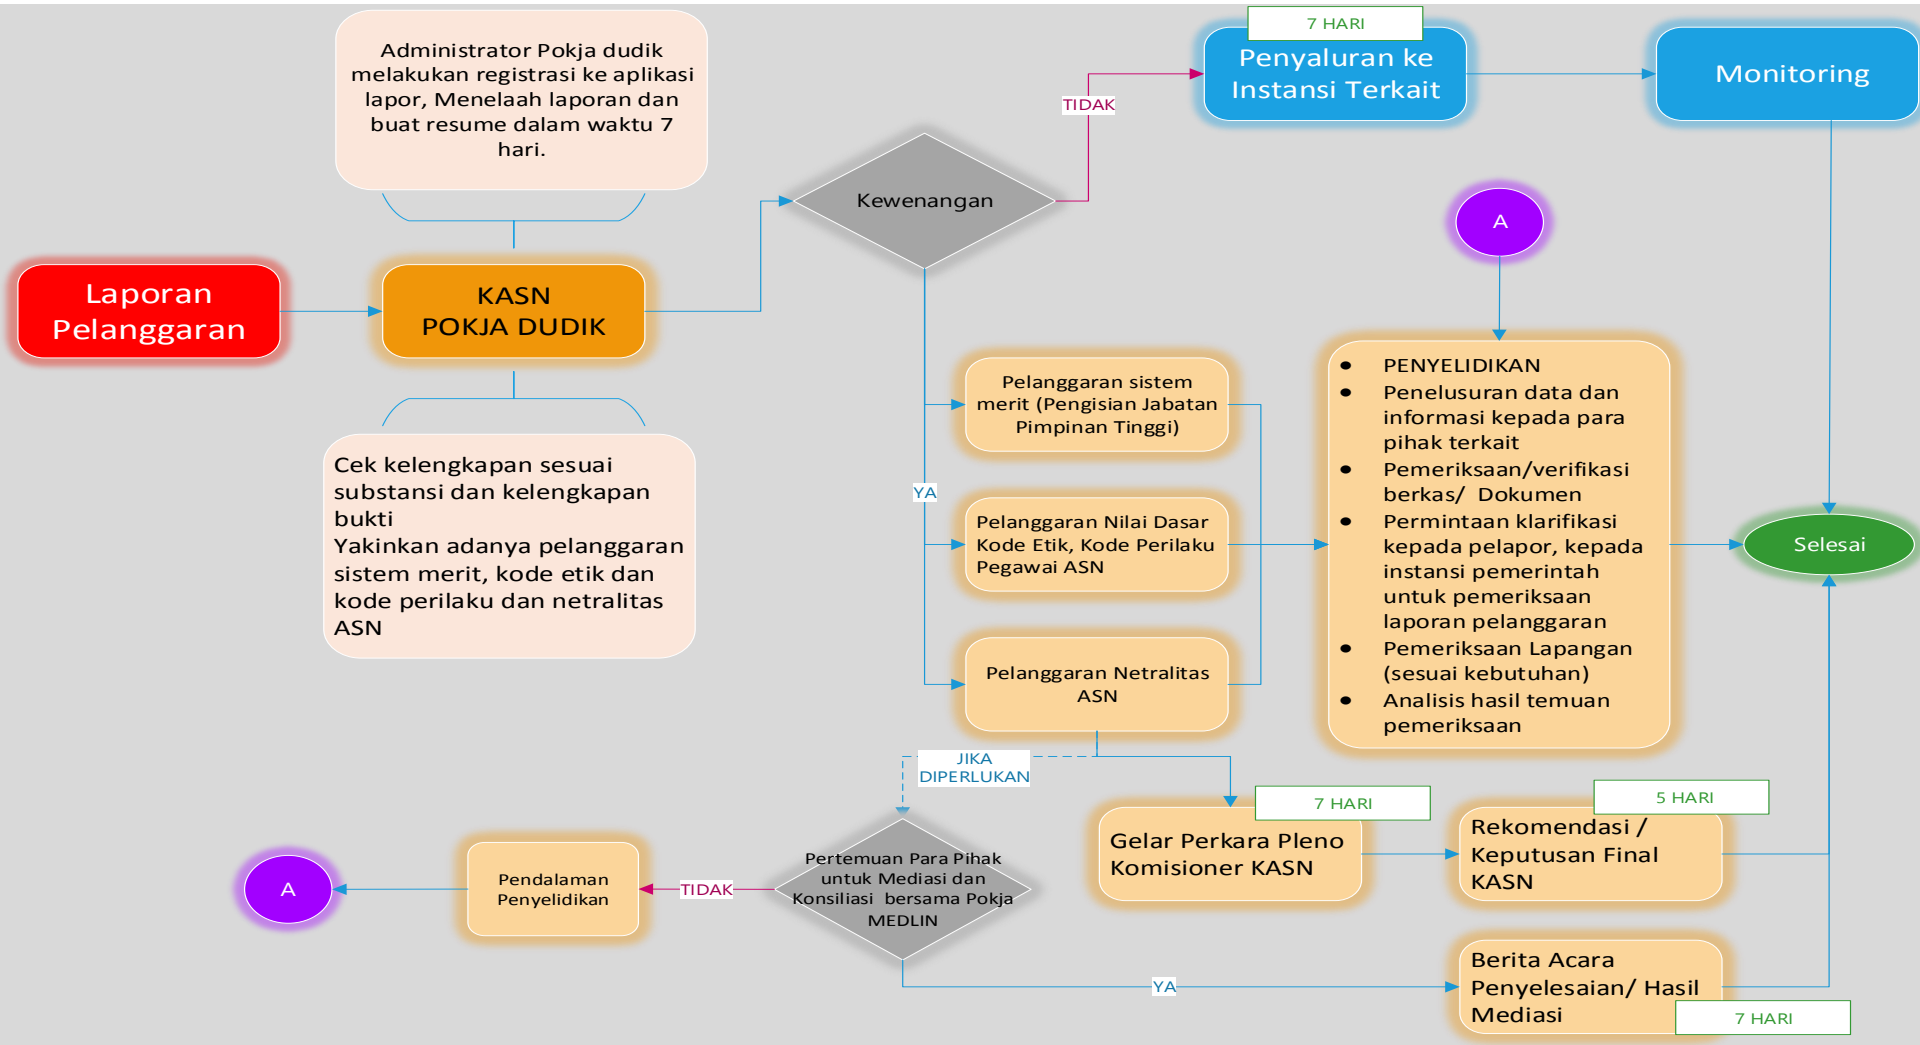 Administrator Pokja dudik
melakukan registrasi ke aplikasi
lapor, Menelaah laporan dan
buat resume dalam waktu 7
hari.
7 HARI
Penyaluran ke
Instansi Terkait
Monitoring
TIDAK
Kewenangan
A
Laporan
Pelanggaran
KASN
POKJA DUDIK
Cek kelengkapan sesuai
substansi dan kelengkapan
bukti
Yakinkan adanya pelanggaran
sistem merit, kode etik dan
kode perilaku dan netralitas
ASN
YA
Pelanggaran sistem
merit (Pengisian Jabatan
Pimpinan Tinggi)
Pelanggaran Nilai Dasar
Kode Etik, Kode Perilaku
Pegawai ASN
Pelanggaran Netralitas
ASN
• PENYELIDIKAN
• Penelusuran data dan
informasi kepada para
pihak terkait
• Pemeriksaan/verifikasi
berkas/ Dokumen
• Permintaan klarifikasi
kepada pelapor, kepada
instansi pemerintah
untuk pemeriksaan
laporan pelanggaran
• Pemeriksaan Lapangan
(sesuai kebutuhan)
• Analisis hasil temuan
pemeriksaan
Selesai
JIKA
DIPERLUKAN
7 HARI
Gelar Perkara Pleno
Komisioner KASN
5 HARI
Rekomendasi /
Keputusan Final
KASN
A
Pendalaman
Penyelidikan
TIDAK
Pertemuan Para Pihak
untuk Mediasi dan
Konsiliasi bersama Pokja
MEDLIN
YA
Berita Acara
Penyelesaian/ Hasil
Mediasi
7 HARI